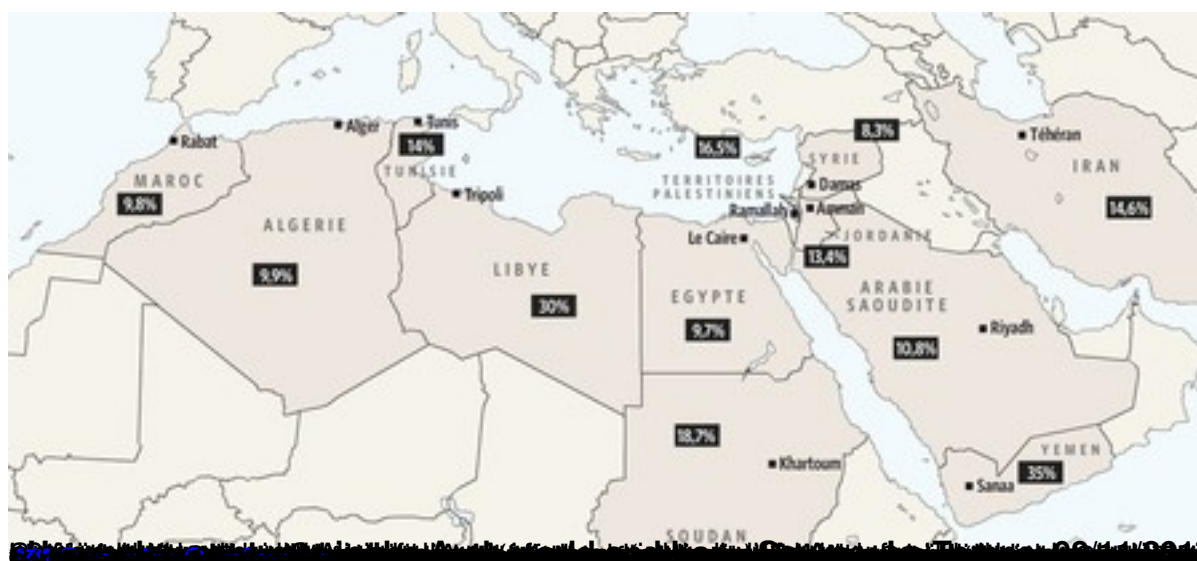 Alger
Tunis
Rabat
14%
TUNISIE
MAROC
9,8%
Tripoli
ALGERIE
9,9%
LIBYE
30%
16,5%
8,3%
SYRIE
TERRITOIRES
PALESTINIENS
Damas
Ramallah
Amman
JORDANIE
Le Caire
13,4%
Téhéran
IRAN
14,6%
EGYPTE
9,7%
ARABIE
SAOUDITE
Riyadh
10,8%
18,7%
Khartoum
SOUDAN
YEMEN
35%
Sanaa